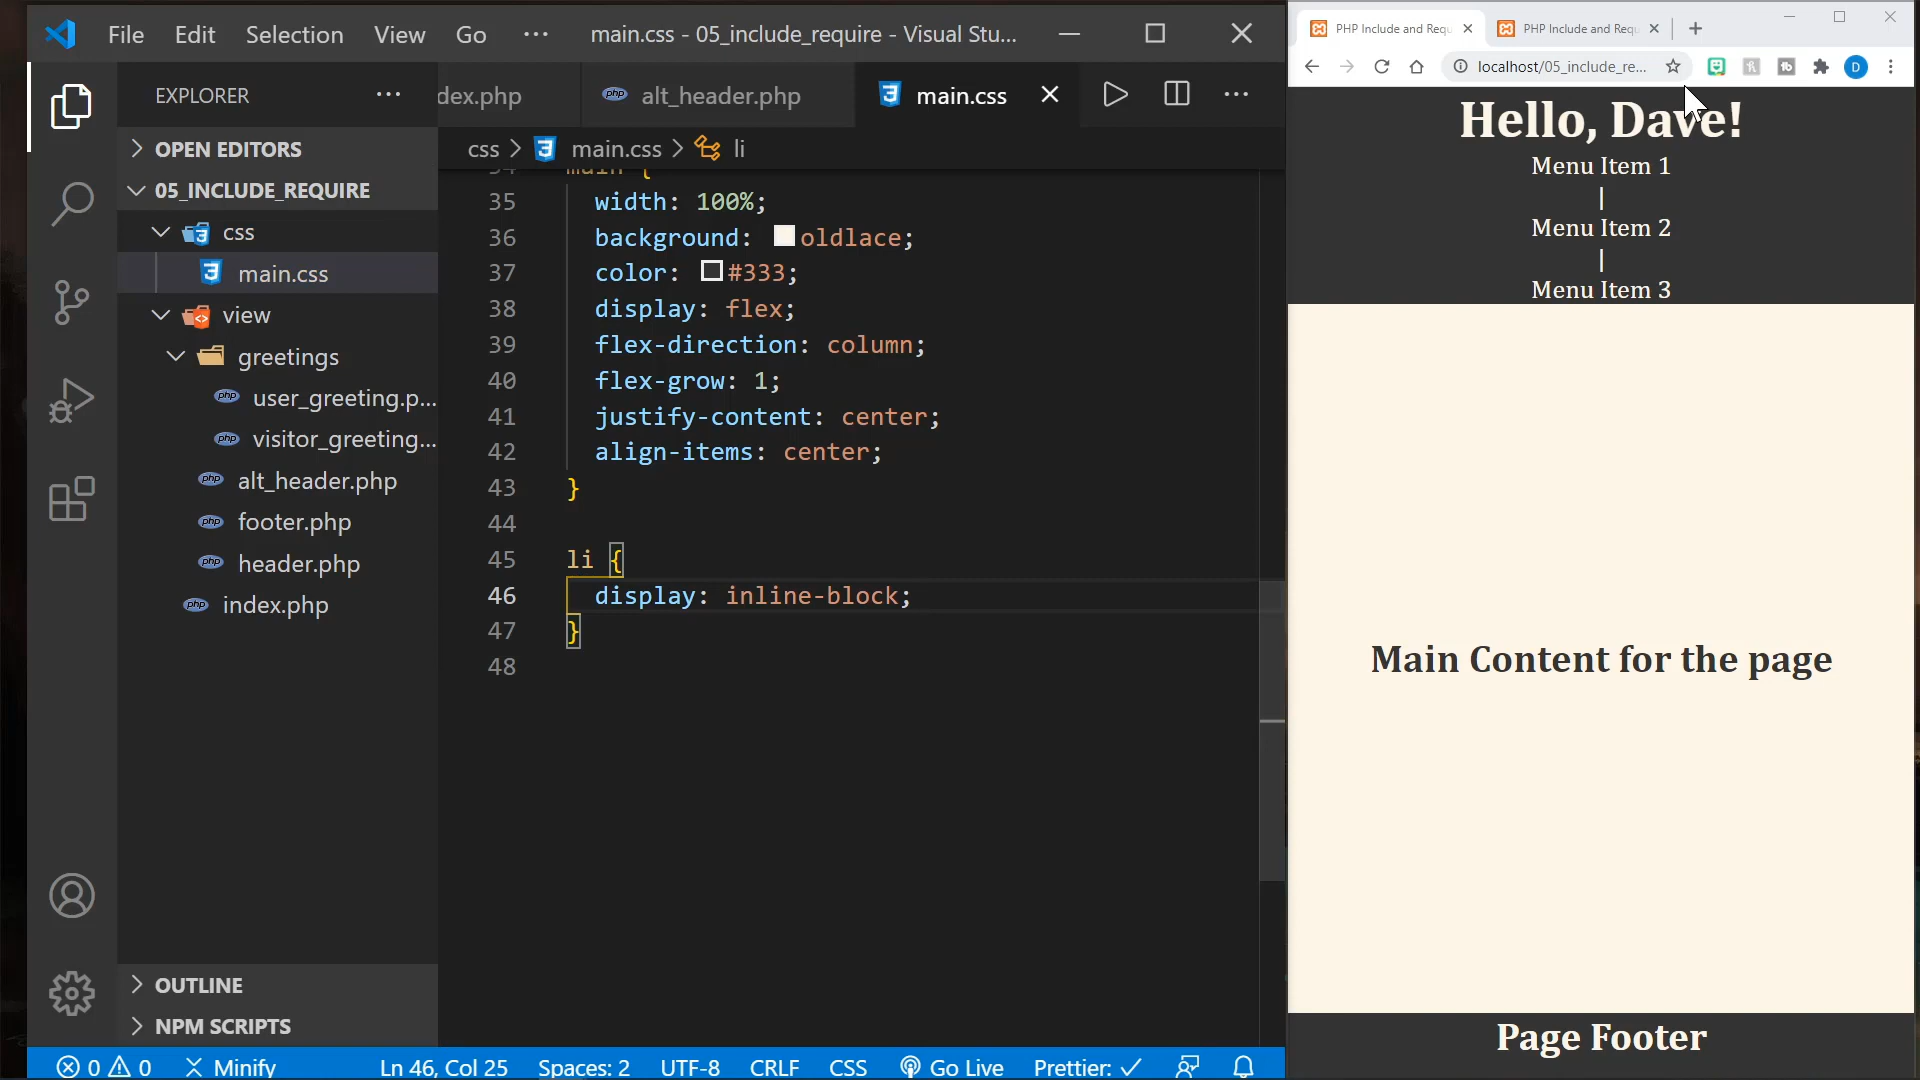 File Edit Selection View Go ··· main.css - 05_include_require - Visual Stu...
EXPLORER ···
OPEN EDITORS
05_INCLUDE_REQUIRE
css
main.css
view
greetings
user_greeting.p...
visitor_greeting...
alt_header.php
footer.php
header.php
index.php
OUTLINE
NPM SCRIPTS
dex.php alt_header.php main.css
css > main.css > li
34 main {
35 width: 100%;
36 background: oldlace;
37 color: #333;
38 display: flex;
39 flex-direction: column;
40 flex-grow: 1;
41 justify-content: center;
42 align-items: center;
43 }
44
45 li {
46 display: inline-block;
47 }
48
0 0 Minify Ln 46, Col 25 Spaces: 2 UTF-8 CRLF CSS Go Live Prettier: ✓
PHP Include and Requ PHP Include and Requ
localhost/05_include_re... D
Hello, Dave!
Menu Item 1
|
Menu Item 2
|
Menu Item 3
Main Content for the page
Page Footer